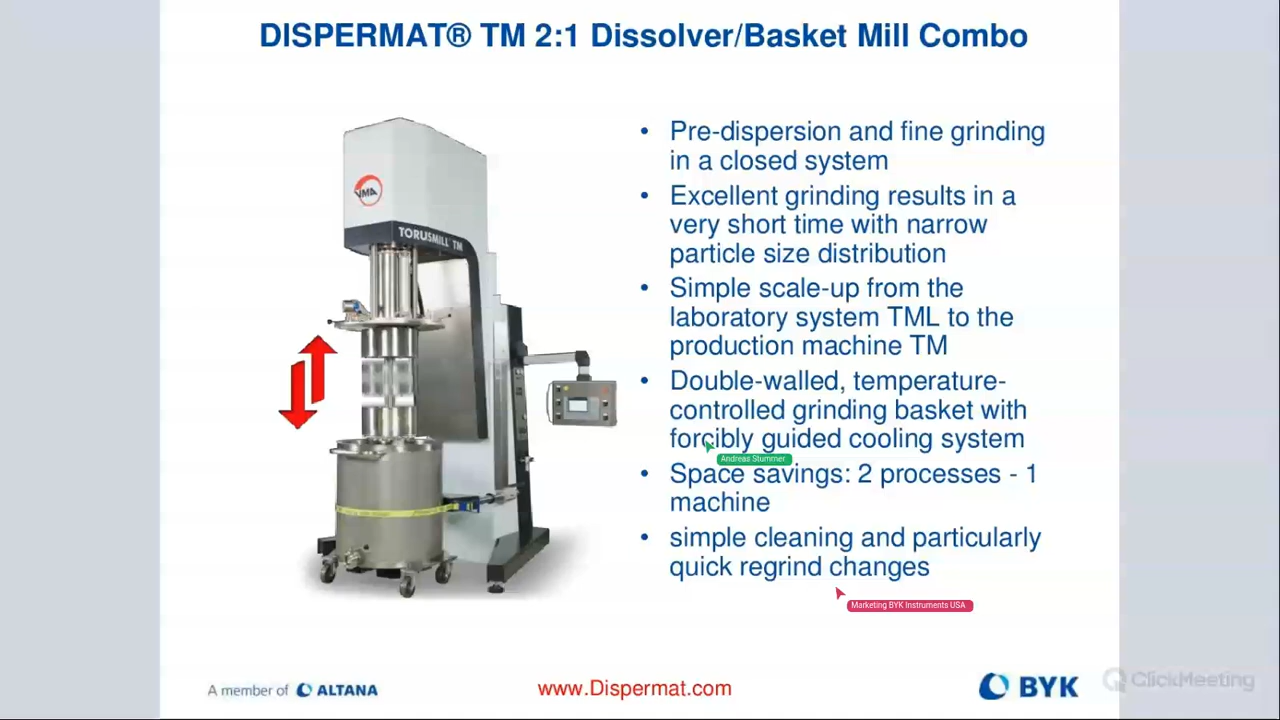 DISPERMAT® TM 2:1 Dissolver/Basket Mill Combo
VMA
TORUSMILL® TM
• Pre-dispersion and fine grinding
in a closed system
• Excellent grinding results in a
very short time with narrow
particle size distribution
• Simple scale-up from the
laboratory system TML to the
production machine TM
• Double-walled, temperature-
controlled grinding basket with
forcibly guided cooling system
Andreas Stummer
• Space savings: 2 processes - 1
machine
• simple cleaning and particularly
quick regrind changes
Marketing BYK Instruments USA
A member of ALTANA
www.Dispermat.com
BYK
ClickMeeting